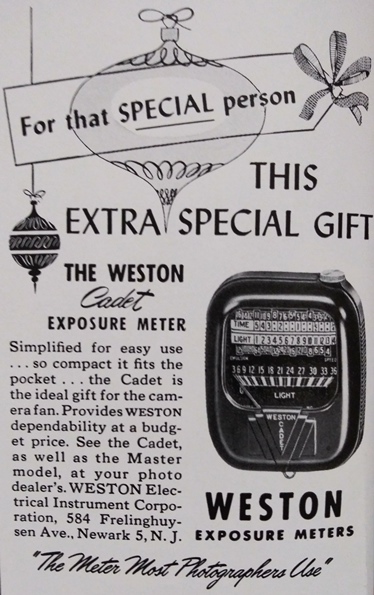 For that SPECIAL person
THIS
EXTRA SPECIAL GIFT
THE WESTON
Cadet
EXPOSURE METER
Simplified for easy use
. . . so compact it fits the
pocket . . . the Cadet is
the ideal gift for the cam-
era fan. Provides WESTON
dependability at a budg-
et price. See the Cadet,
as well as the Master
model, at your photo
dealer's. WESTON Elec-
trical Instrument Corpo-
ration, 584 Frelinghuy-
sen Ave., Newark 5, N. J.
TIME
LIGHT
3 6 9 12 15 18 21 24 27 30 33 36
LIGHT
WESTON
CADET
WESTON
EXPOSURE METERS
"The Meter Most Photographers Use"